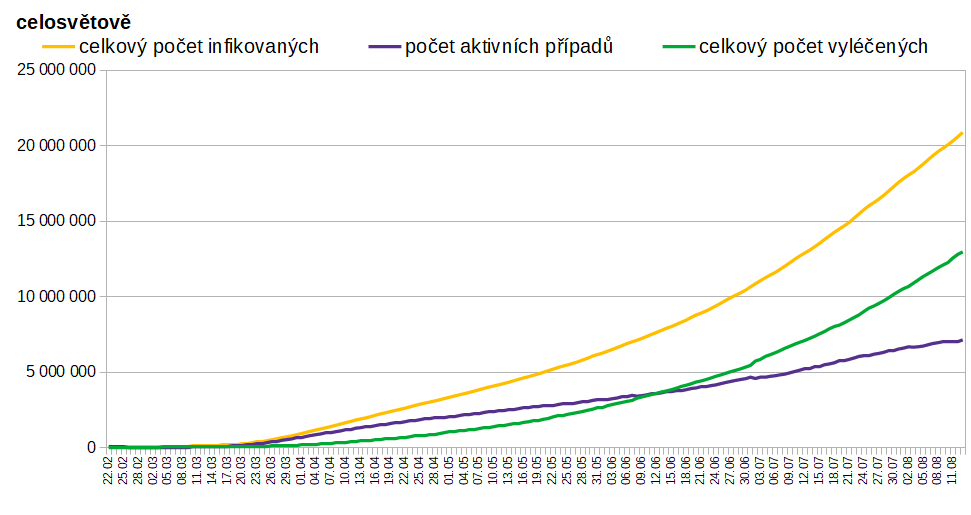 celosvětově
celkový počet infikovaných počet aktivních případů celkový počet vyléčených
25 000 000
20 000 000
15 000 000
10 000 000
5 000 000
0
22.02 25.02 28.02 02.03 05.03 08.03 11.03 14.03 17.03 20.03 23.03 26.03 29.03 01.04 04.04 07.04 10.04 13.04 16.04 19.04 22.04 25.04 28.04 01.05 04.05 07.05 10.05 13.05 16.05 19.05 22.05 25.05 28.05 31.05 03.06 06.06 09.06 12.06 15.06 18.06 21.06 24.06 27.06 30.06 03.07 06.07 09.07 12.07 15.07 18.07 21.07 24.07 27.07 30.07 02.08 05.08 08.08 11.08